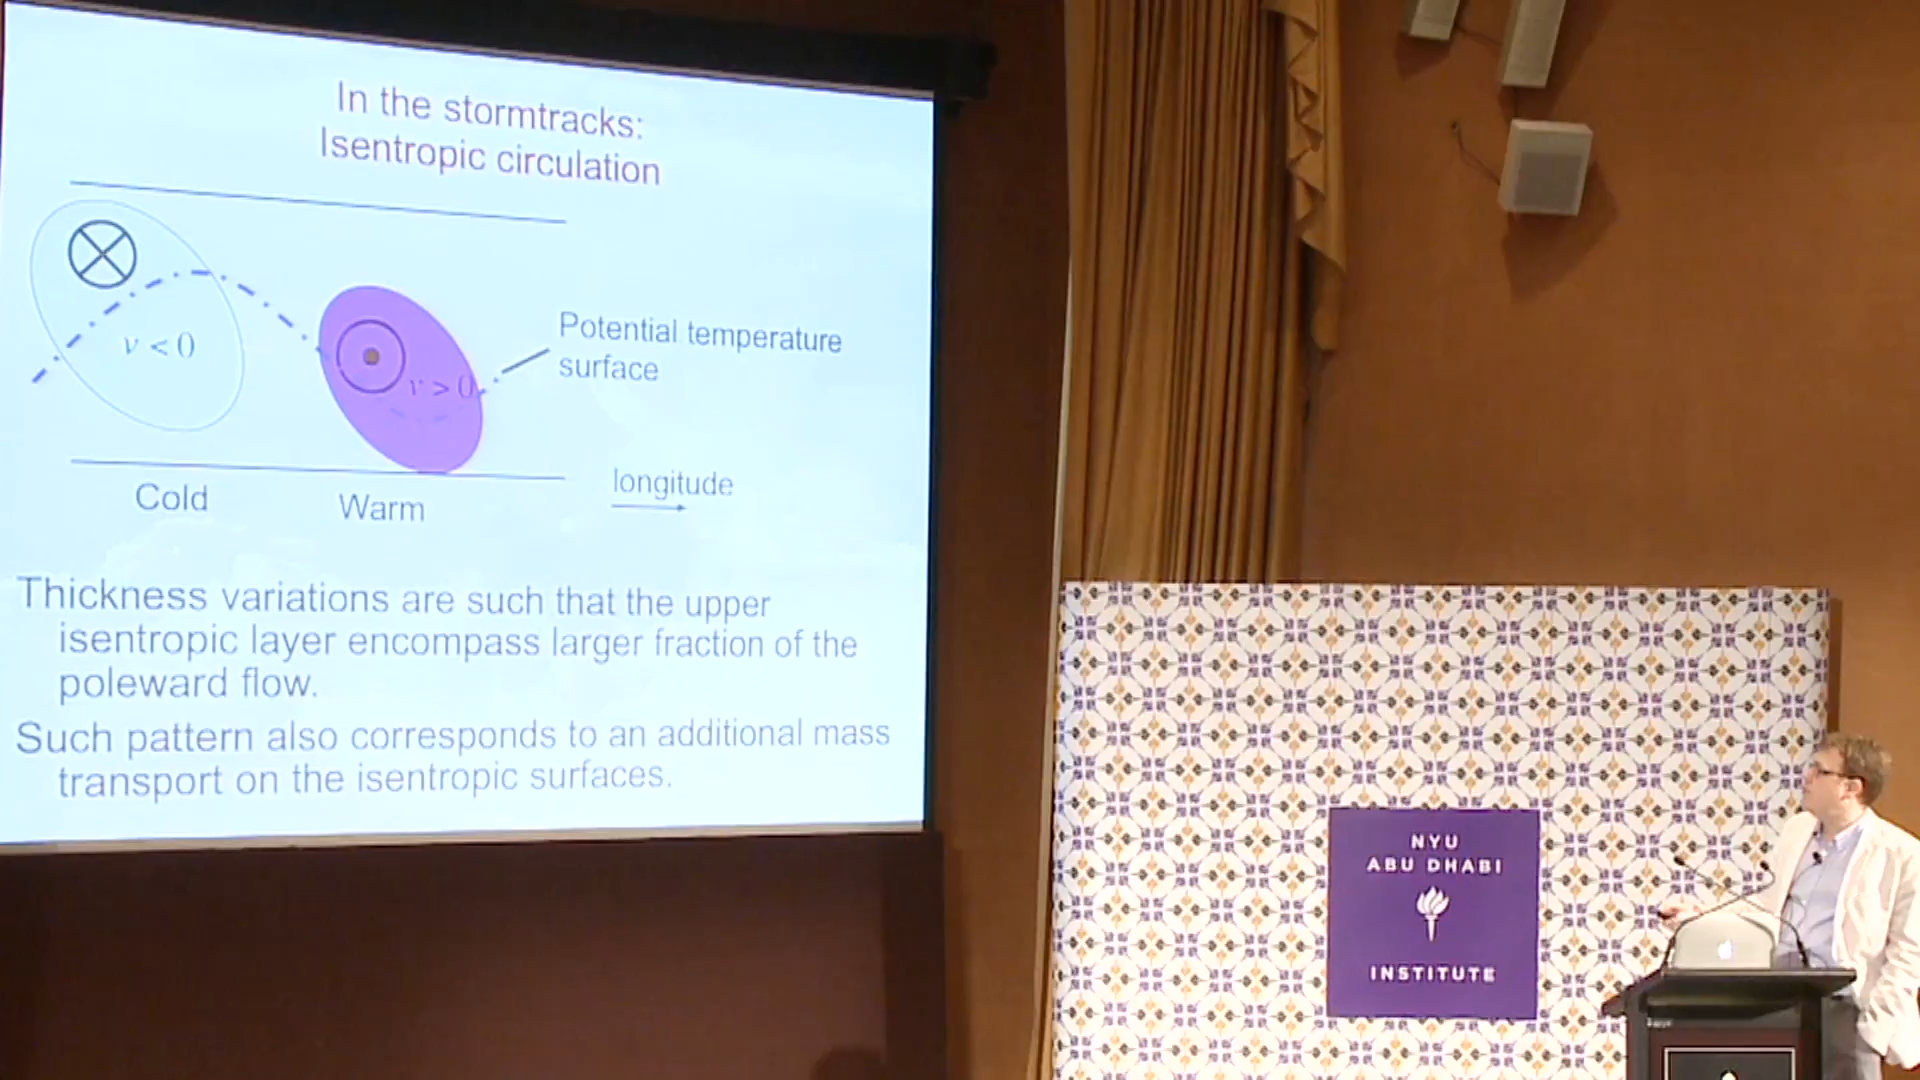 In the stormtracks:
Isentropic circulation
v < 0
v > 0
Potential temperature
surface
Cold
Warm
longitude
Thickness variations are such that the upper
isentropic layer encompass larger fraction of the
poleward flow.
Such pattern also corresponds to an additional mass
transport on the isentropic surfaces.
NYU
ABU DHABI
INSTITUTE